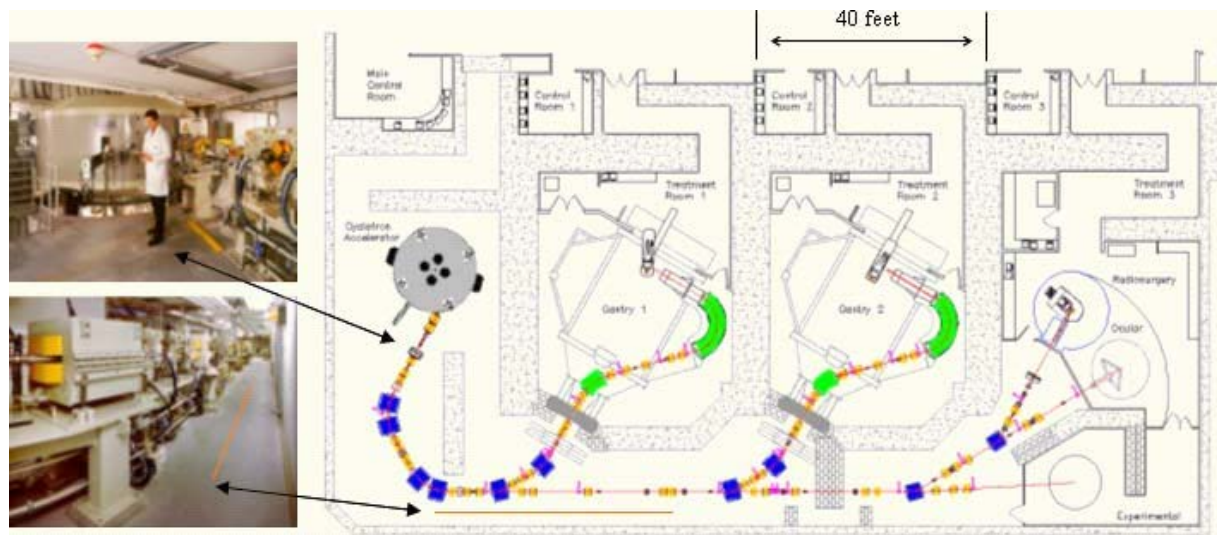 40 feet
Main
Control
Room
Control
Room 1
Control
Room 2
Control
Room 3
Treatment
Room 1
Treatment
Room 2
Treatment
Room 3
Cyclotron
Accelerator
Gantry 1
Gantry 2
Radiosurgery
Ocular
Experimental